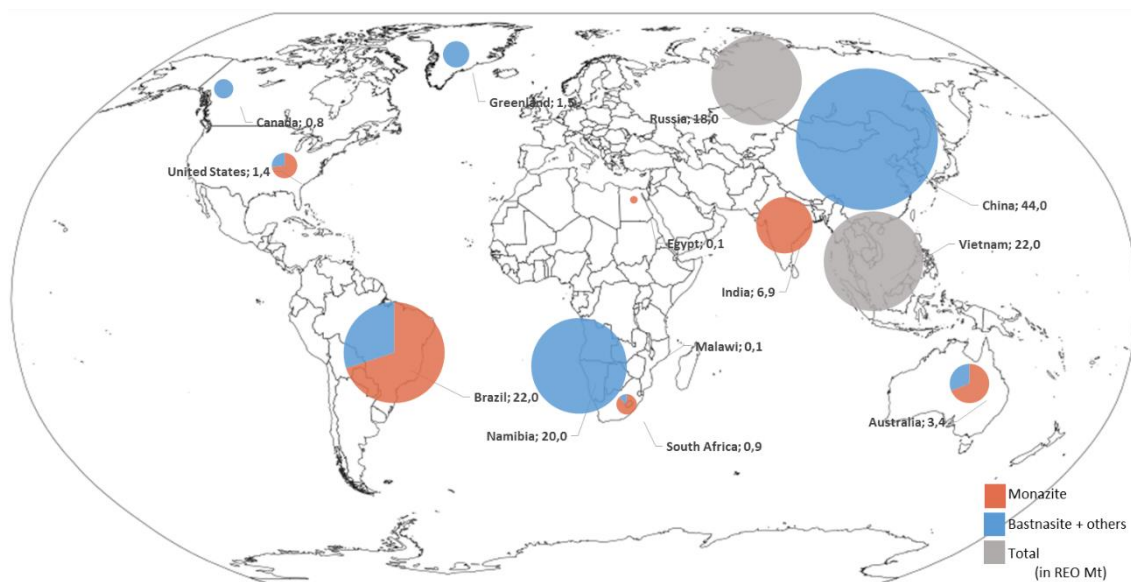 Greenland; 1,5
Canada; 0,8
Russia; 18,0
United States; 1,4
China; 44,0
Egypt; 0,1
Vietnam; 22,0
India; 6,9
Malawi; 0,1
Brazil; 22,0
Namibia; 20,0
South Africa; 0,9
Australia; 3,4
Monazite
Bastnasite + others
Total
(in REO Mt)